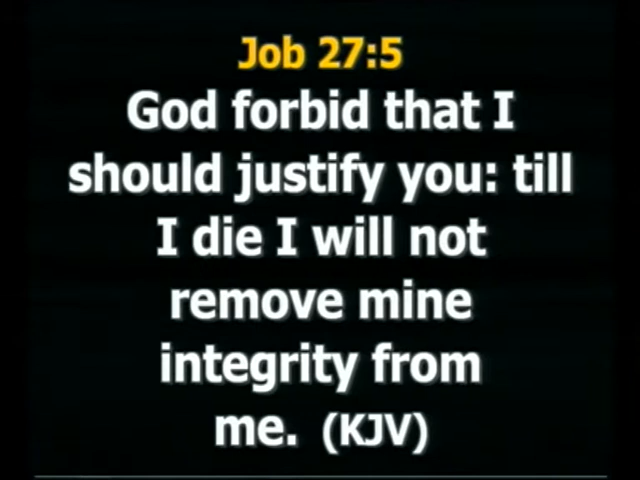 Job 27:5
God forbid that I
should justify you: till
I die I will not
remove mine
integrity from
me. (KJV)